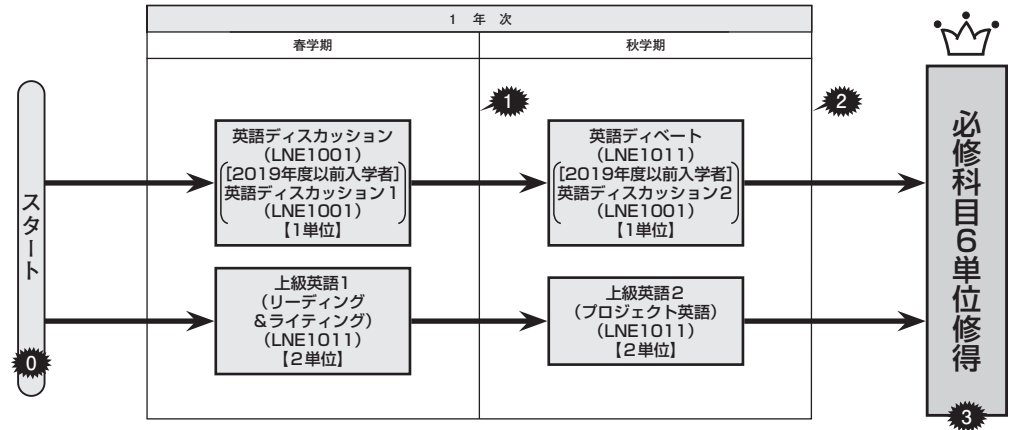 1 年 次
春学期
秋学期
スタート
0
1
2
英語ディスカッション
(LNE1001)
[2019年度以前入学者]
英語ディスカッション1
(LNE1001)
【1単位】
英語ディベート
(LNE1011)
[2019年度以前入学者]
英語ディスカッション2
(LNE1001)
【1単位】
上級英語1
(リーディング
&ライティング)
(LNE1011)
【2単位】
上級英語2
(プロジェクト英語)
(LNE1011)
【2単位】
必修科目6単位修得
3